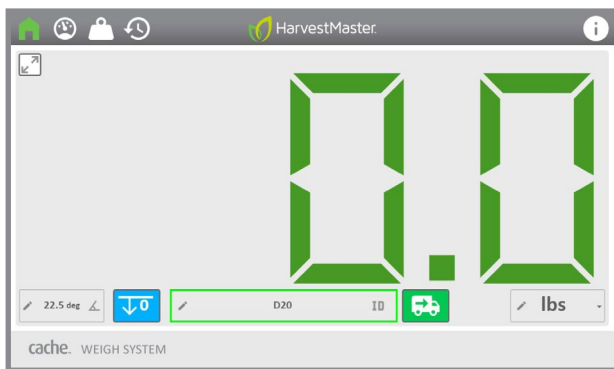 HarvestMaster
0.0
22.5 deg
0
D20 ID
lbs
cache WEIGH SYSTEM